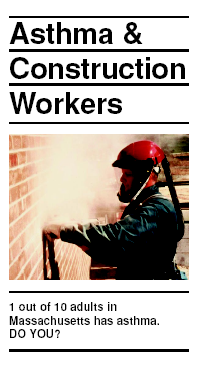 Asthma &
Construction
Workers
1 out of 10 adults in
Massachusetts has asthma.
DO YOU?